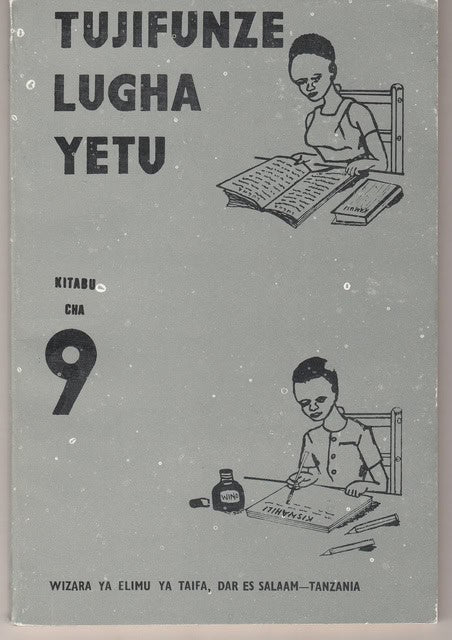 TUJIFUNZE
LUGHA
YETU
KAMUSI
KITABU
CHA
9
WINO
KISWAHILI
WIZARA YA ELIMU YA TAIFA, DAR ES SALAAM—TANZANIA